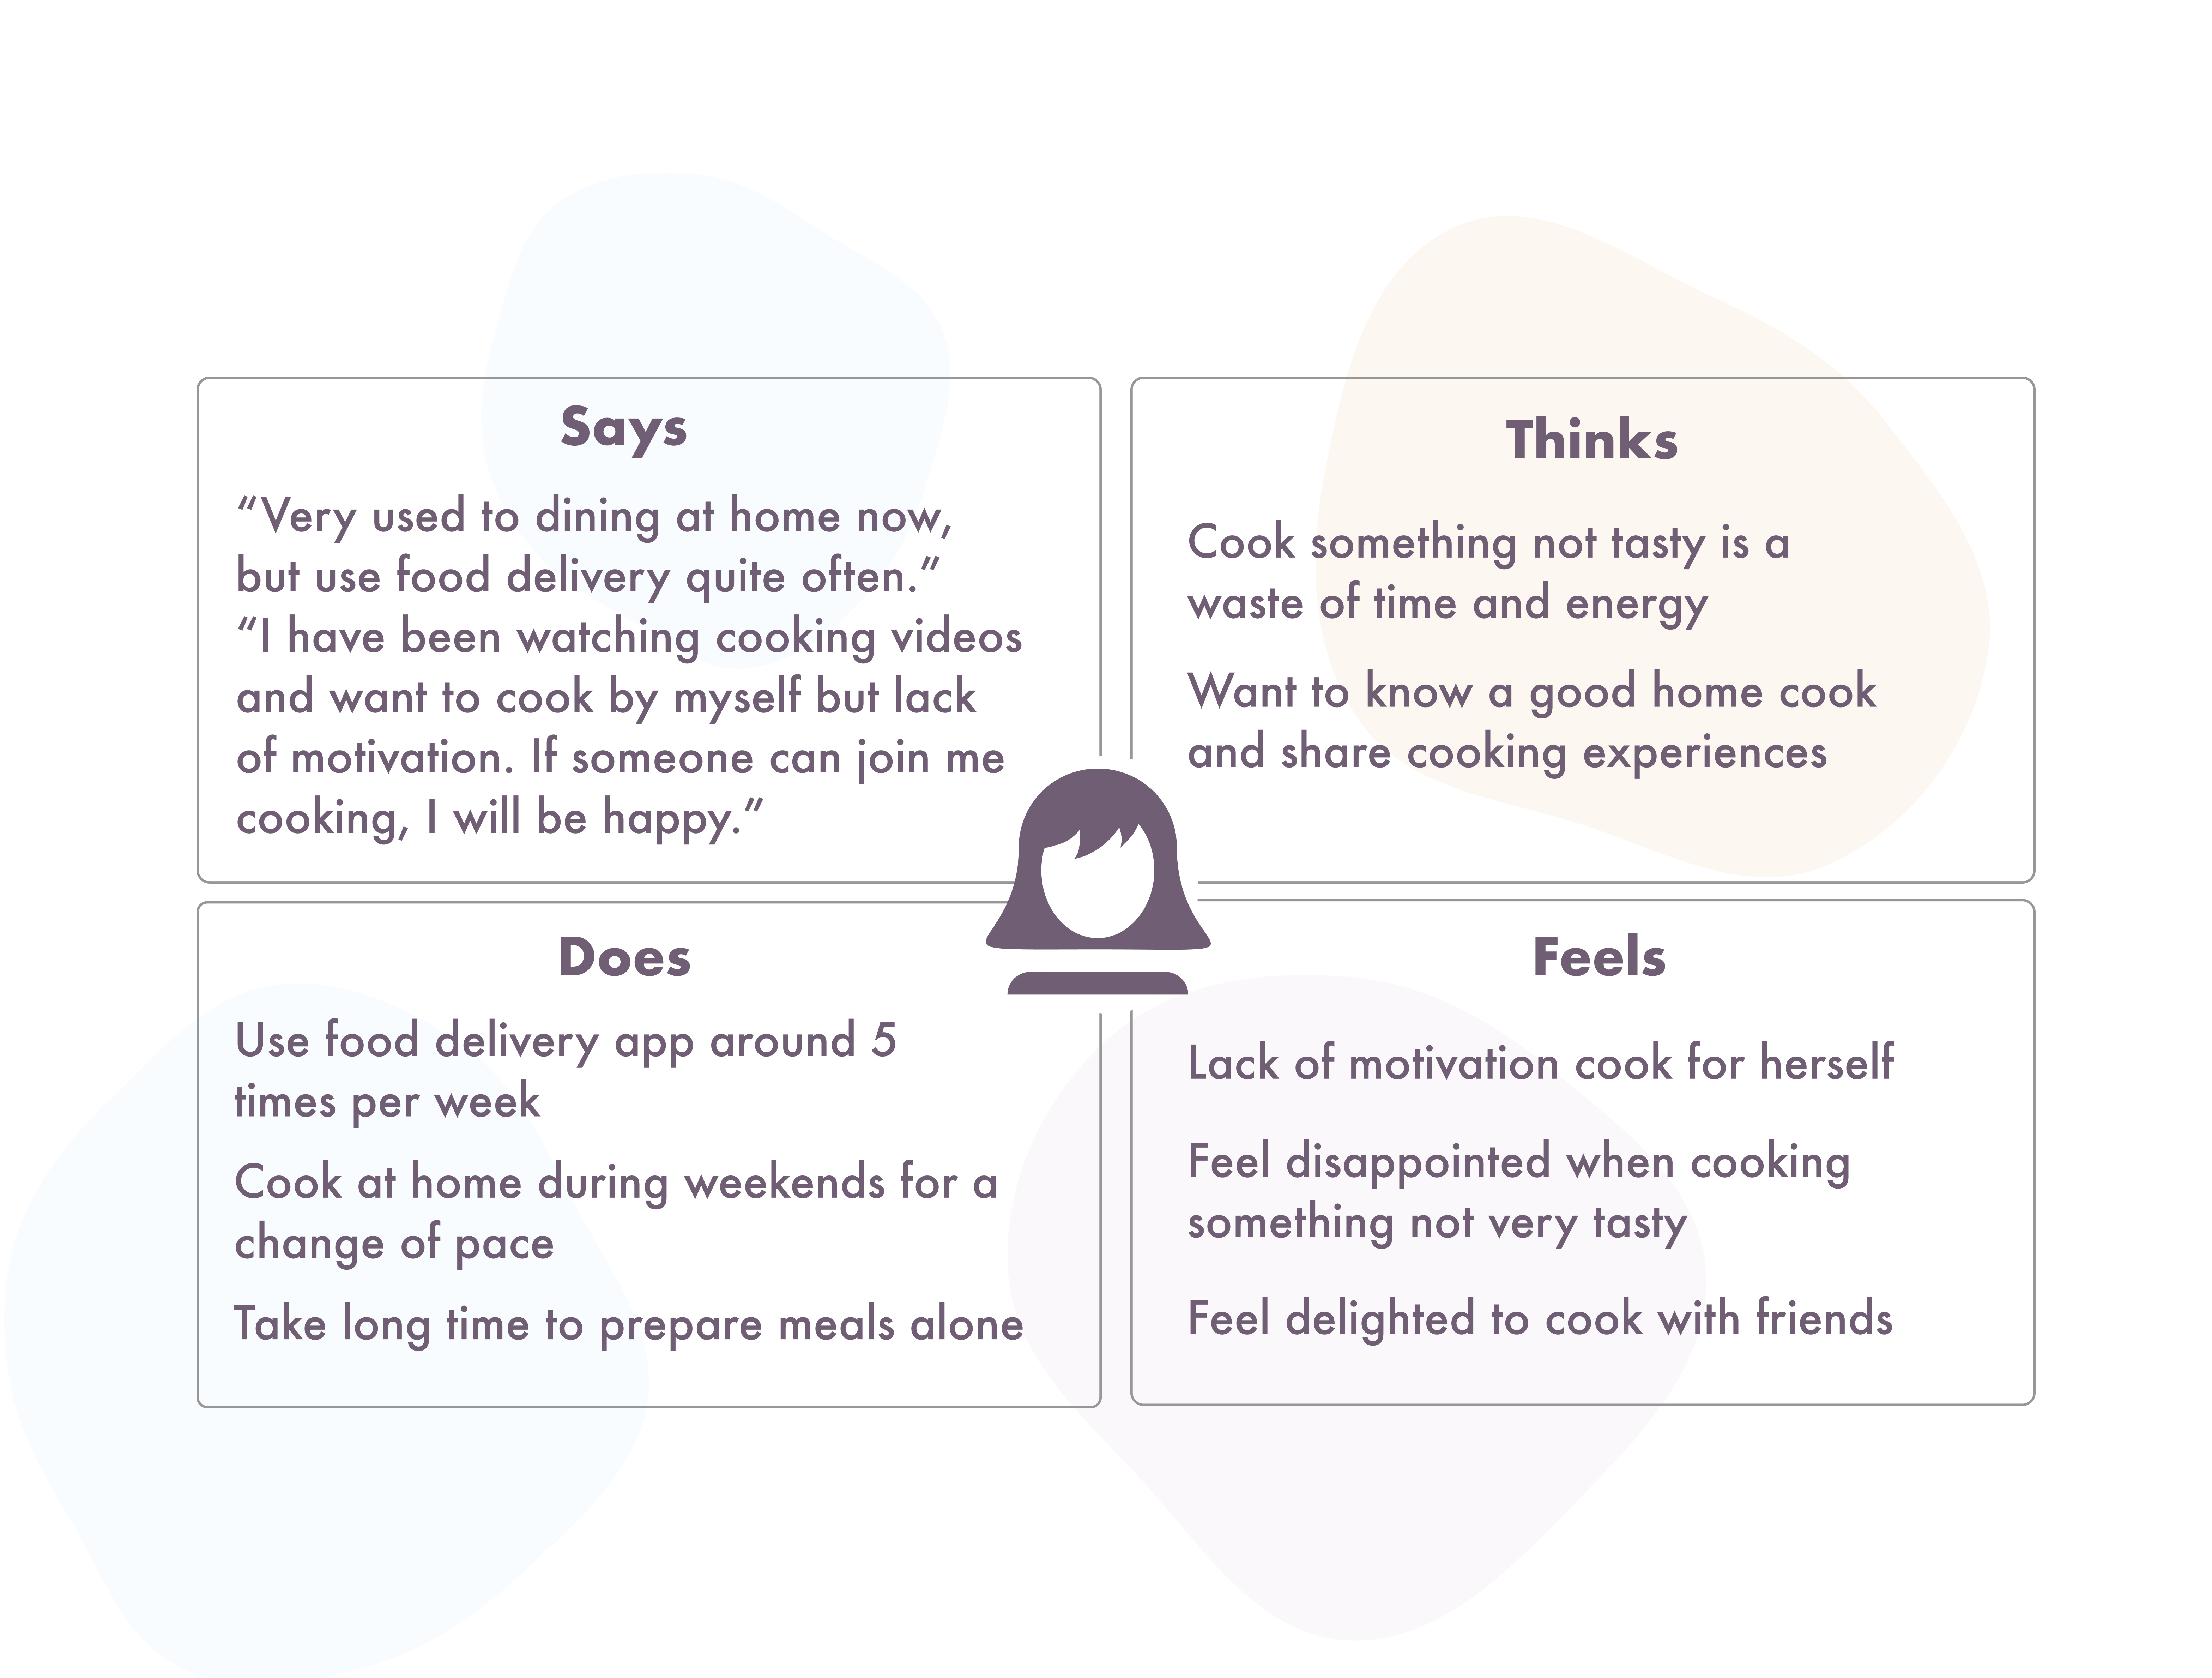 Says
“Very used to dining at home now,
but use food delivery quite often.”
“I have been watching cooking videos
and want to cook by myself but lack
of motivation. If someone can join me
cooking, I will be happy.”
Thinks
Cook something not tasty is a
waste of time and energy
Want to know a good home cook
and share cooking experiences
Does
Use food delivery app around 5
times per week
Cook at home during weekends for a
change of pace
Take long time to prepare meals alone
Feels
Lack of motivation cook for herself
Feel disappointed when cooking
something not very tasty
Feel delighted to cook with friends